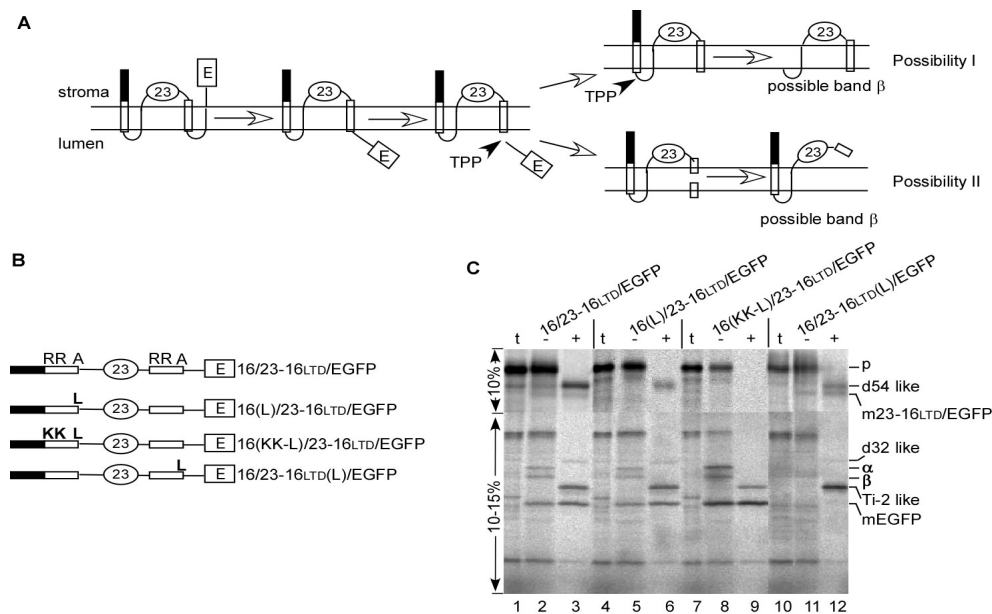 A
stroma
lumen
23
E
23
E
23
TPP
E
23
TPP
23
possible band β
Possibility I
23
23
possible band β
Possibility II
B
RR A RR A
23 E 16/23-16LTD/EGFP
L
23 E 16(L)/23-16LTD/EGFP
KK L
23 E 16(KK-L)/23-16LTD/EGFP
L
23 E 16/23-16LTD(L)/EGFP
C
16/23-16LTD/EGFP
16(L)/23-16LTD/EGFP
16(KK-L)/23-16LTD/EGFP
16/23-16LTD(L)/EGFP
t - + t - + t - + t - +
10%
10-15%
p
d54 like
m23-16LTD/EGFP
d32 like
α
β
Ti-2 like
mEGFP
1 2 3 4 5 6 7 8 9 10 11 12